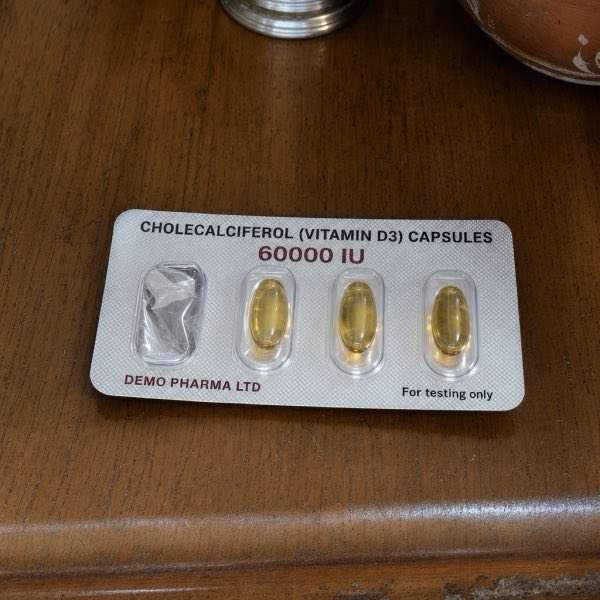 CHOLECALCIFEROL (VITAMIN D3) CAPSULES
60000 IU
DEMO PHARMA LTD
For testing only